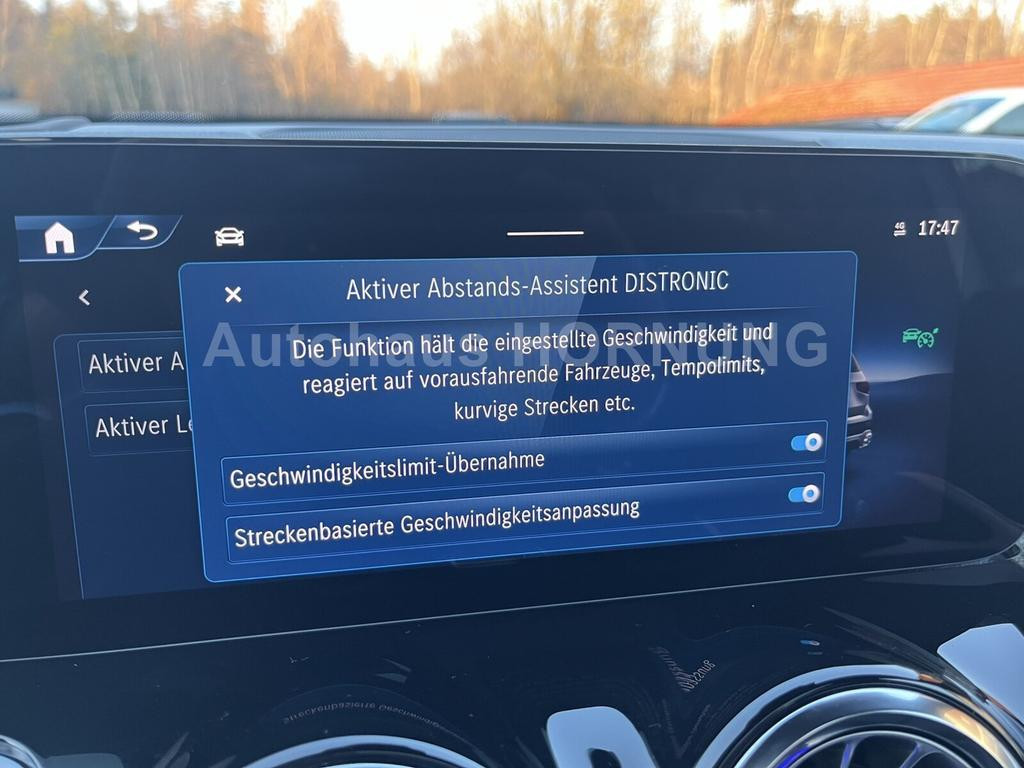 4G 17:47
Aktiver Abstands-Assistent DISTRONIC
Autohaus HORNUNG
Die Funktion hält die eingestellte Geschwindigkeit und
reagiert auf vorausfahrende Fahrzeuge, Tempolimits,
kurvige Strecken etc.
Aktiver A
Aktiver Le
Geschwindigkeitslimit-Übernahme
Streckenbasierte Geschwindigkeitsanpassung